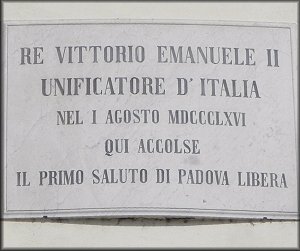 RE VITTORIO EMANUELE II
UNIFICATORE D'ITALIA
NEL I AGOSTO MDCCCLXVI
QUI ACCOLSE
IL PRIMO SALUTO DI PADOVA LIBERA